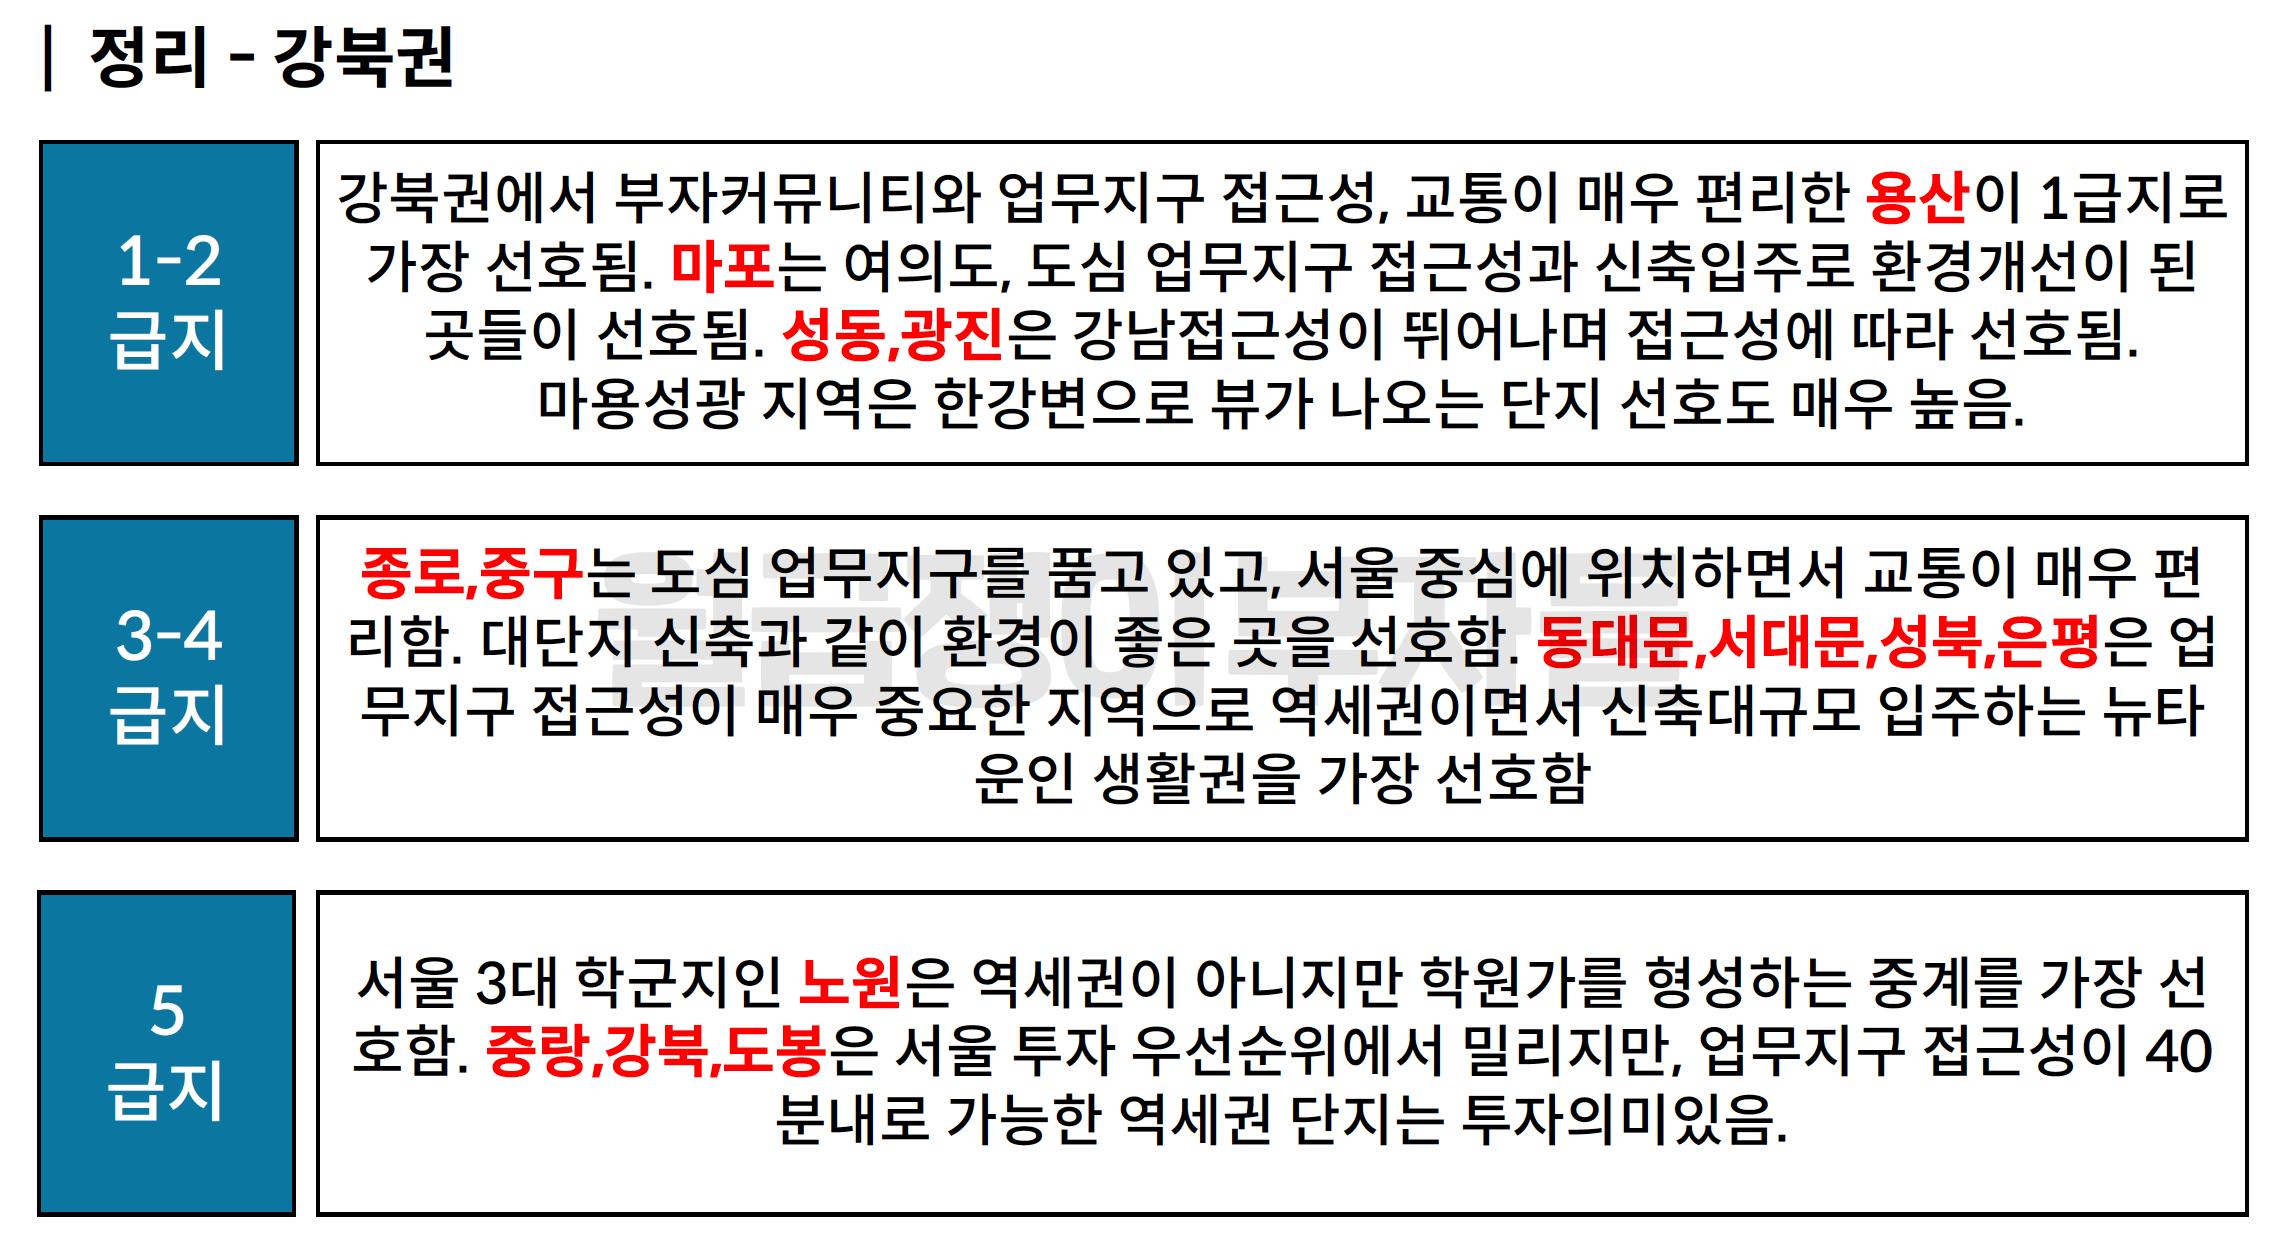 | 정리 - 강북권
1-2
급지
강북권에서 부자커뮤니티와 업무지구 접근성, 교통이 매우 편리한 용산이 1급지로
가장 선호됨. 마포는 여의도, 도심 업무지구 접근성과 신축입주로 환경개선이 된
곳들이 선호됨. 성동,광진은 강남접근성이 뛰어나며 접근성에 따라 선호됨.
마용성광 지역은 한강변으로 뷰가 나오는 단지 선호도 매우 높음.
3-4
급지
종로,중구는 도심 업무지구를 품고 있고, 서울 중심에 위치하면서 교통이 매우 편
리함. 대단지 신축과 같이 환경이 좋은 곳을 선호함. 동대문,서대문,성북,은평은 업
무지구 접근성이 매우 중요한 지역으로 역세권이면서 신축대규모 입주하는 뉴타
운인 생활권을 가장 선호함
월급쟁이부자들
5
급지
서울 3대 학군지인 노원은 역세권이 아니지만 학원가를 형성하는 중계를 가장 선
호함. 중랑,강북,도봉은 서울 투자 우선순위에서 밀리지만, 업무지구 접근성이 40
분내로 가능한 역세권 단지는 투자의미있음.